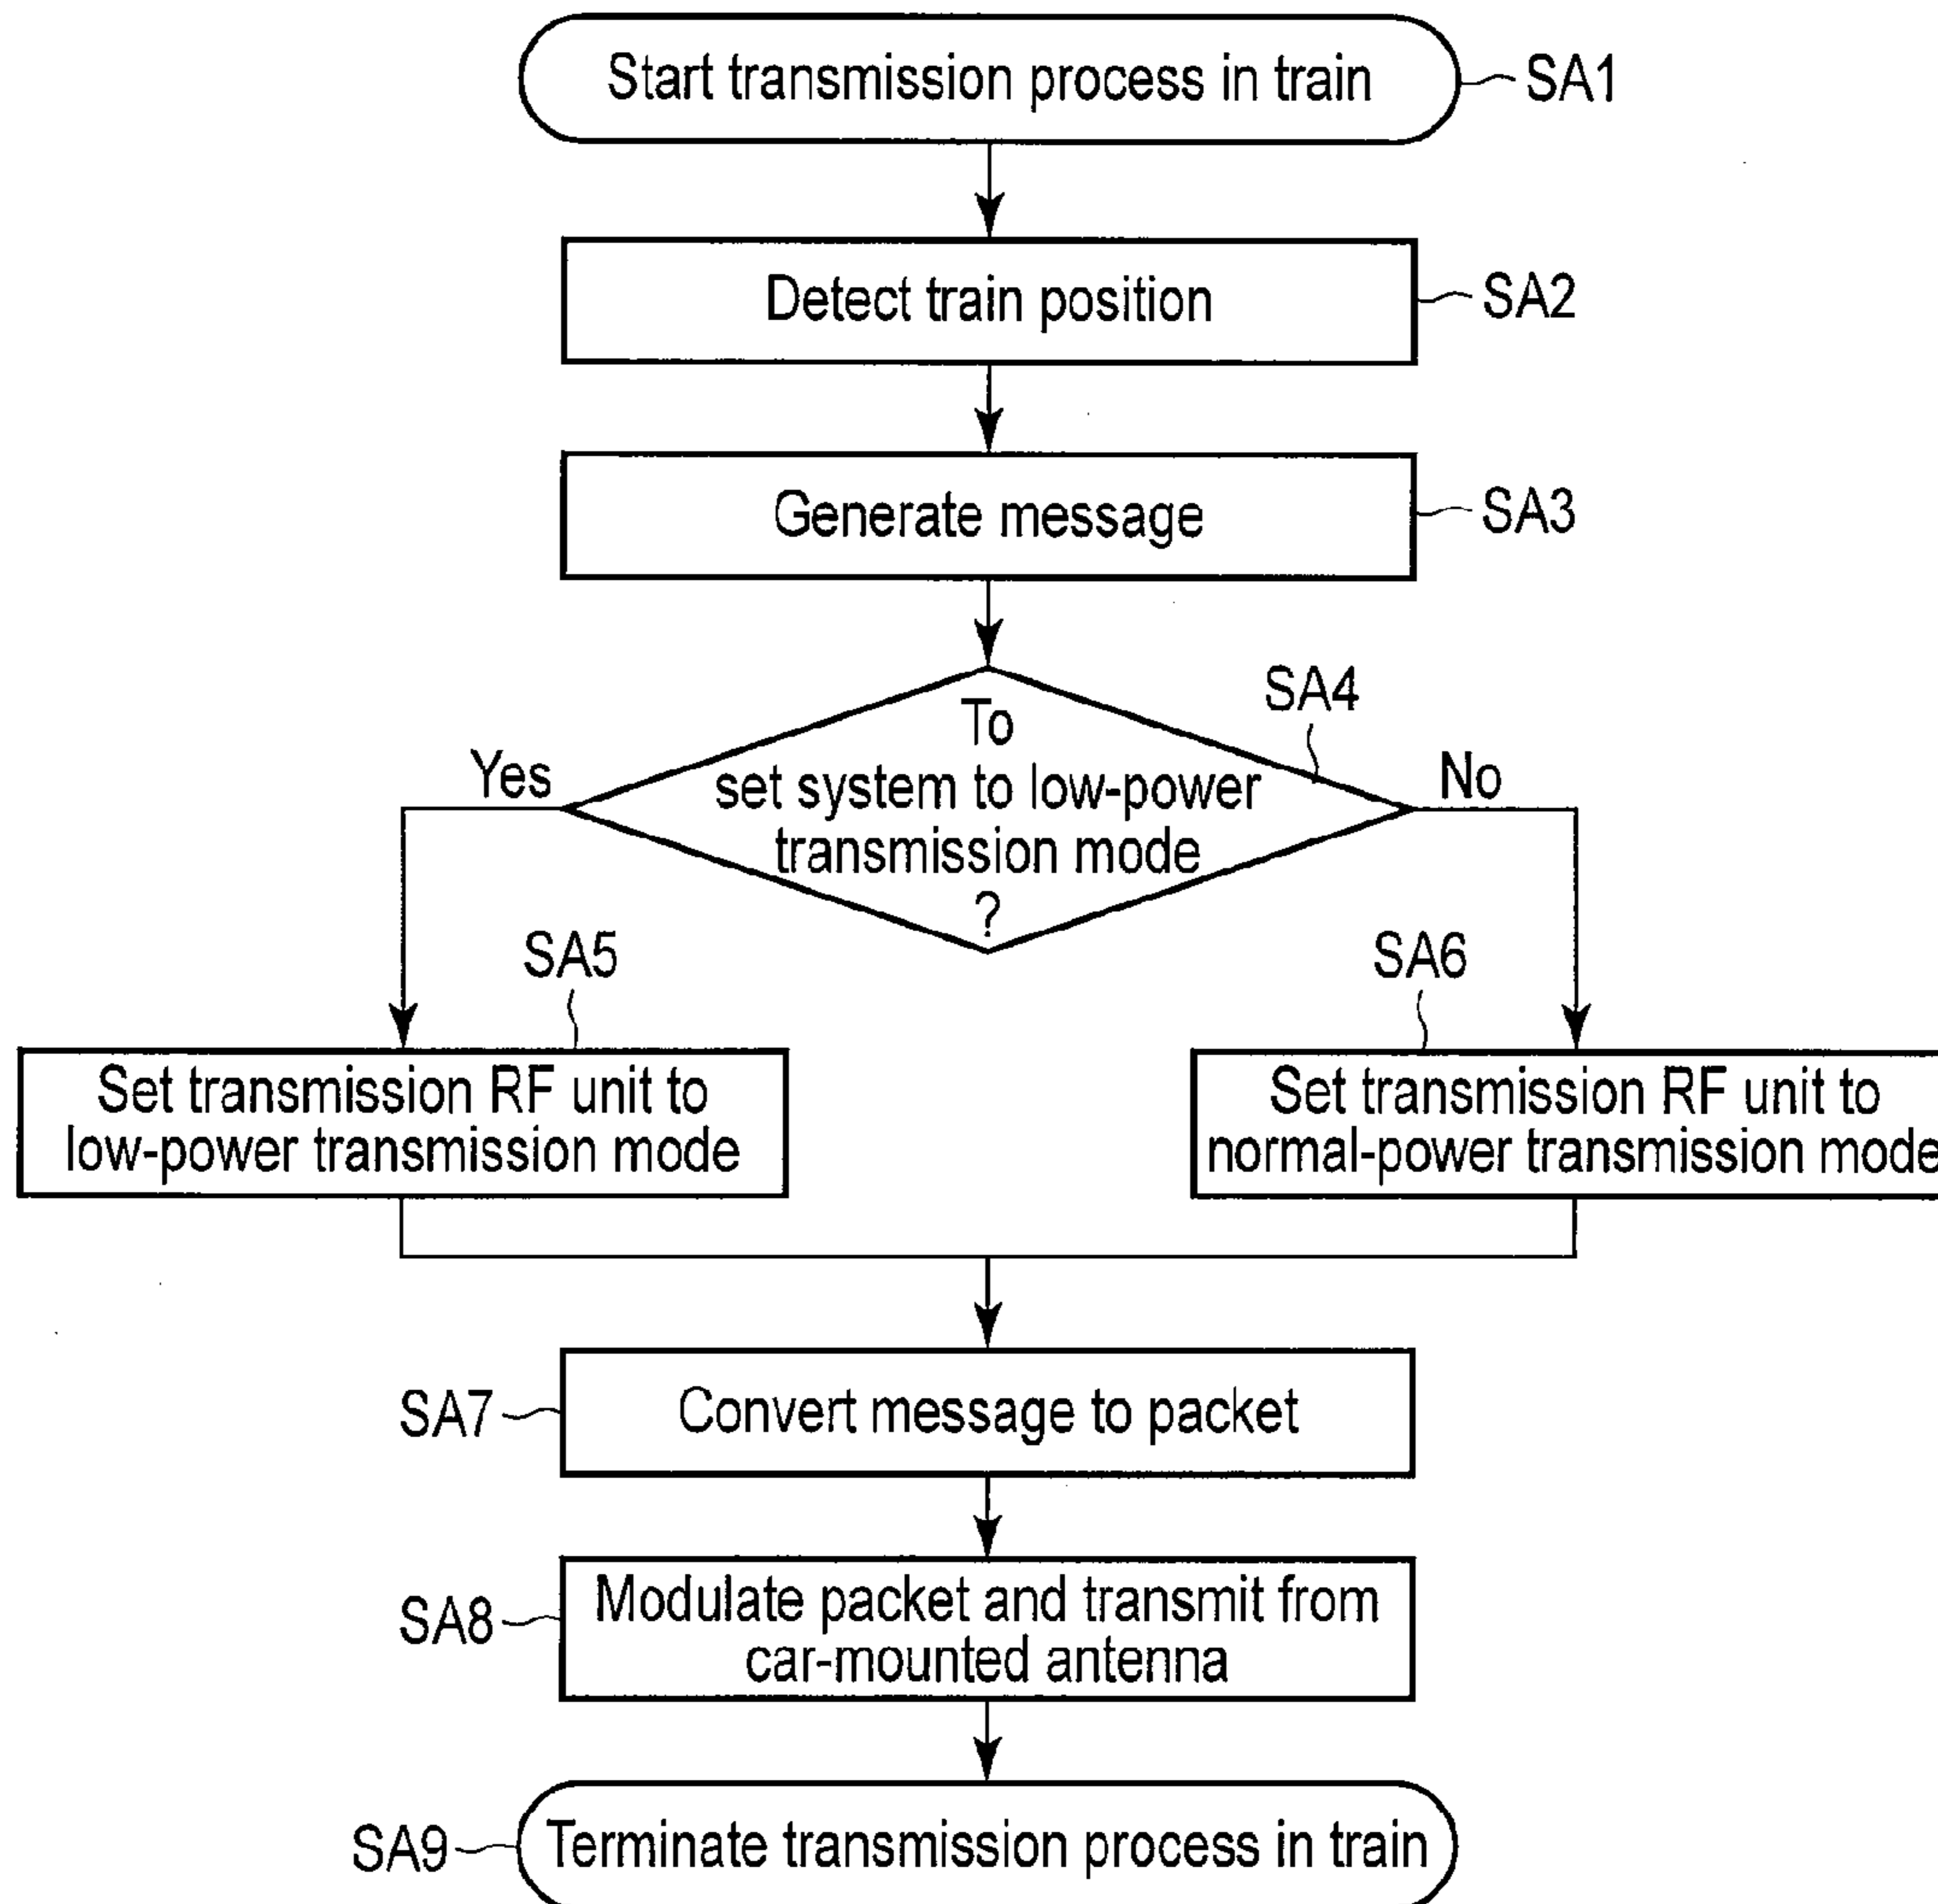 Start transmission process in train
SA1
Detect train position
SA2
Generate message
SA3
SA4
To
set system to low-power
transmission mode
?
Yes
No
SA5
SA6
Set transmission RF unit to
low-power transmission mode
Set transmission RF unit to
normal-power transmission mode
SA7
Convert message to packet
SA8
Modulate packet and transmit from
car-mounted antenna
SA9
Terminate transmission process in train